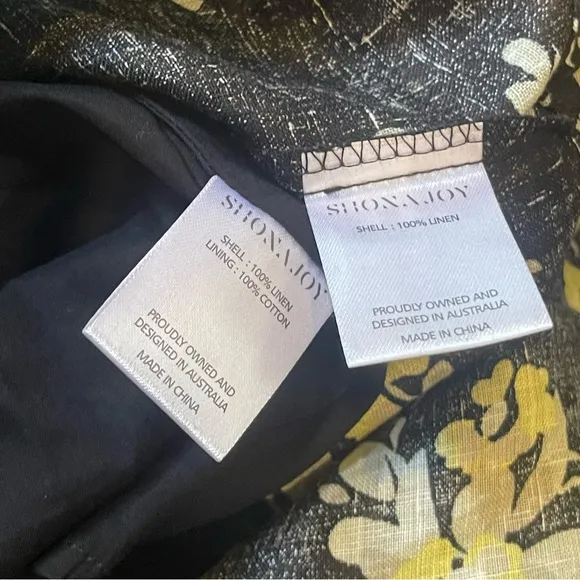 SHONA JOY
SHELL : 100% LINEN
LINING : 100% COTTON
PROUDLY OWNED AND
DESIGNED IN AUSTRALIA
MADE IN CHINA
SHONA JOY
SHELL : 100% LINEN
PROUDLY OWNED AND
DESIGNED IN AUSTRALIA
MADE IN CHINA